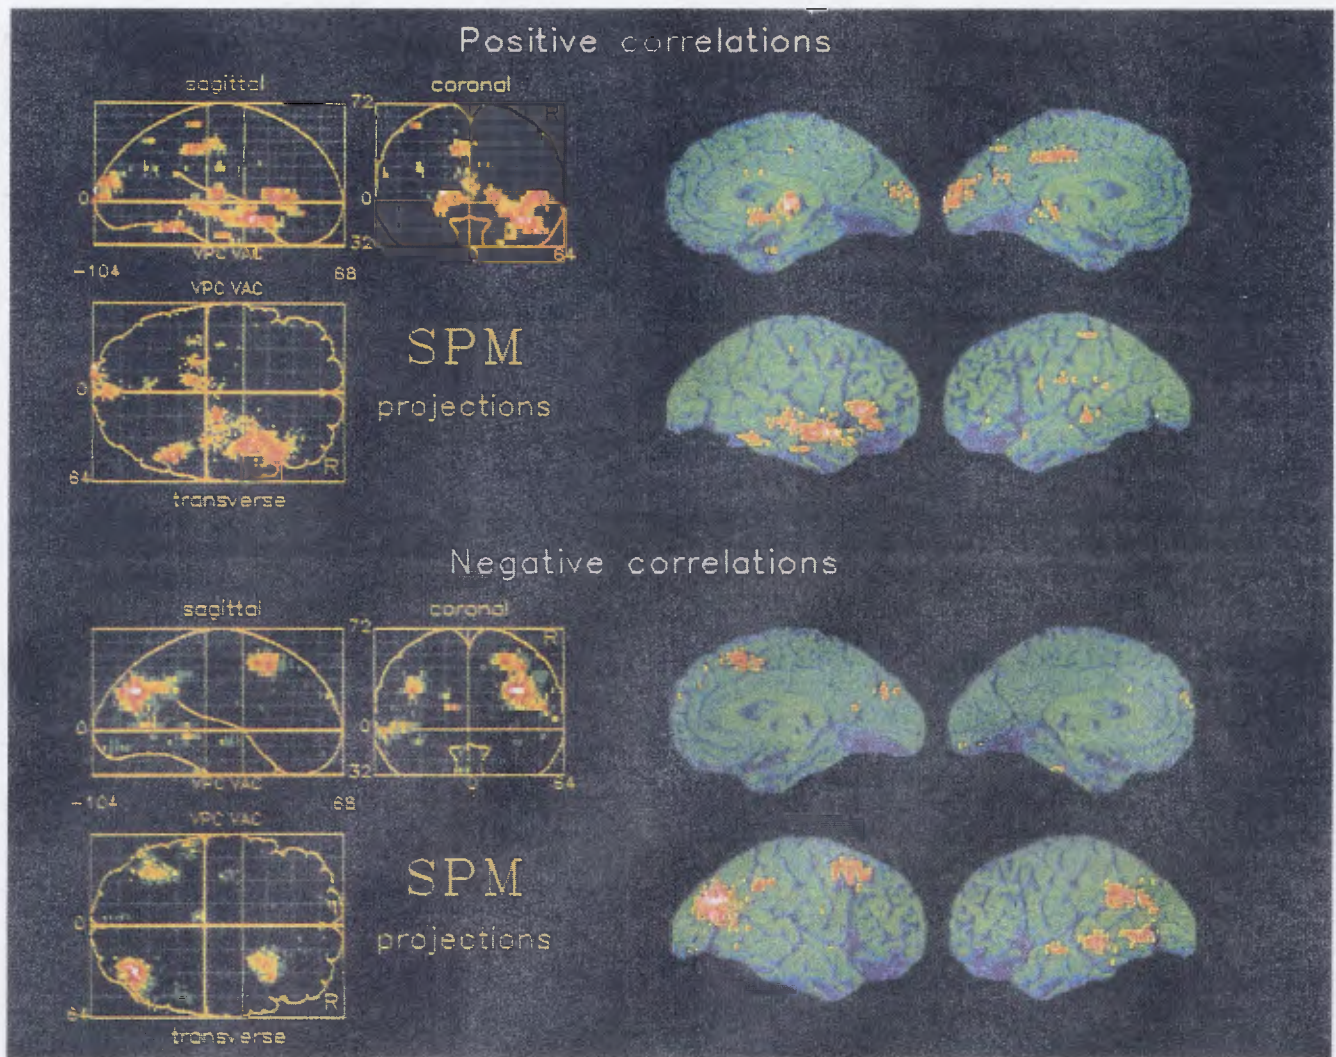 Positive correlations
sagittal
coronal
72
R
0
32
VPC VAC
-104
68
64
VPC VAC
0
SPM
projections
R
64
transverse
Negative correlations
sagittal
coronal
72
R
0
32
VPC VAC
-104
68
0
64
VPC VAC
0
SPM
projections
R
64
transverse